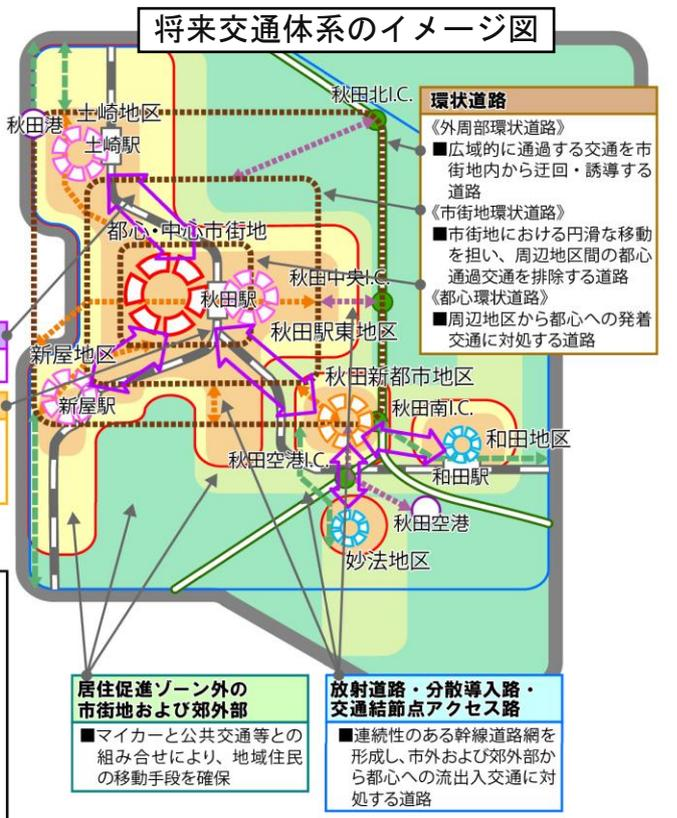 将来交通体系のイメージ図
秋田北I.C.
秋田港
土崎地区
土崎駅
都心・中心市街地
秋田中央I.C.
秋田駅
秋田駅東地区
新屋地区
新屋駅
秋田新都市地区
秋田南I.C.
和田地区
和田駅
秋田空港I.C.
秋田空港
妙法地区
環状道路
《外周部環状道路》
■広域的に通過する交通を市
街地内から迂回・誘導する
道路
《市街地環状道路》
■市街地における円滑な移動
を担い、周辺地区間の都心
通過交通を排除する道路
《都心環状道路》
■周辺地区から都心への発着
交通に対処する道路
居住促進ゾーン外の
市街地および郊外部
■マイカーと公共交通等との
組み合せにより、地域住民
の移動手段を確保
放射道路・分散導入路・
交通結節点アクセス路
■連続性のある幹線道路網を
形成し、市外および郊外部か
ら都心への流出入交通に対
処する道路